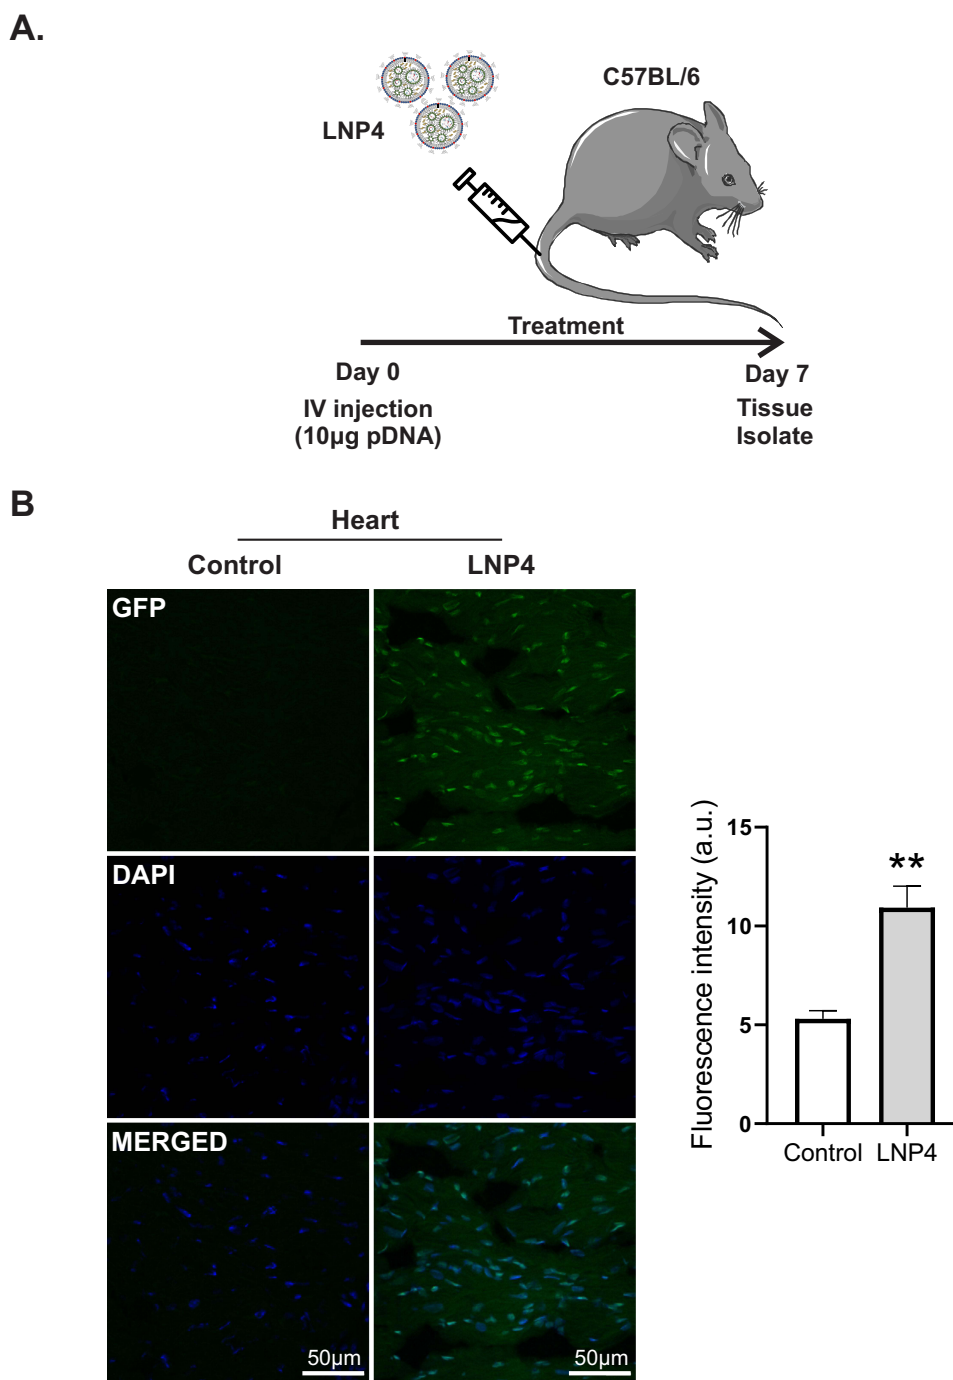 A.
C57BL/6
LNP4
Treatment
Day 0
Day 7
IV injection
(10µg pDNA)
Tissue
Isolate
B
Heart
Control
LNP4
GFP
DAPI
MERGED
50µm
50µm
Fluorescence intensity (a.u.)
15
10
5
0
**
Control
LNP4